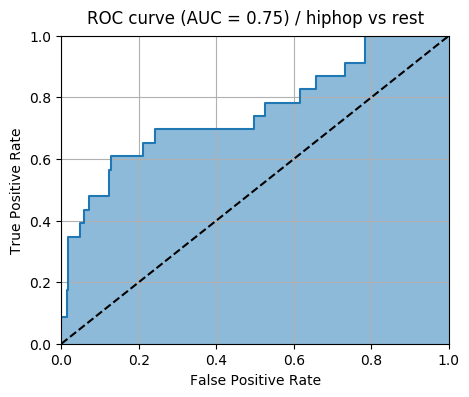 ROC curve (AUC = 0.75) / hiphop vs rest
1.0
0.8
0.6
0.4
0.2
0.0
True Positive Rate
0.0 0.2 0.4 0.6 0.8 1.0
False Positive Rate